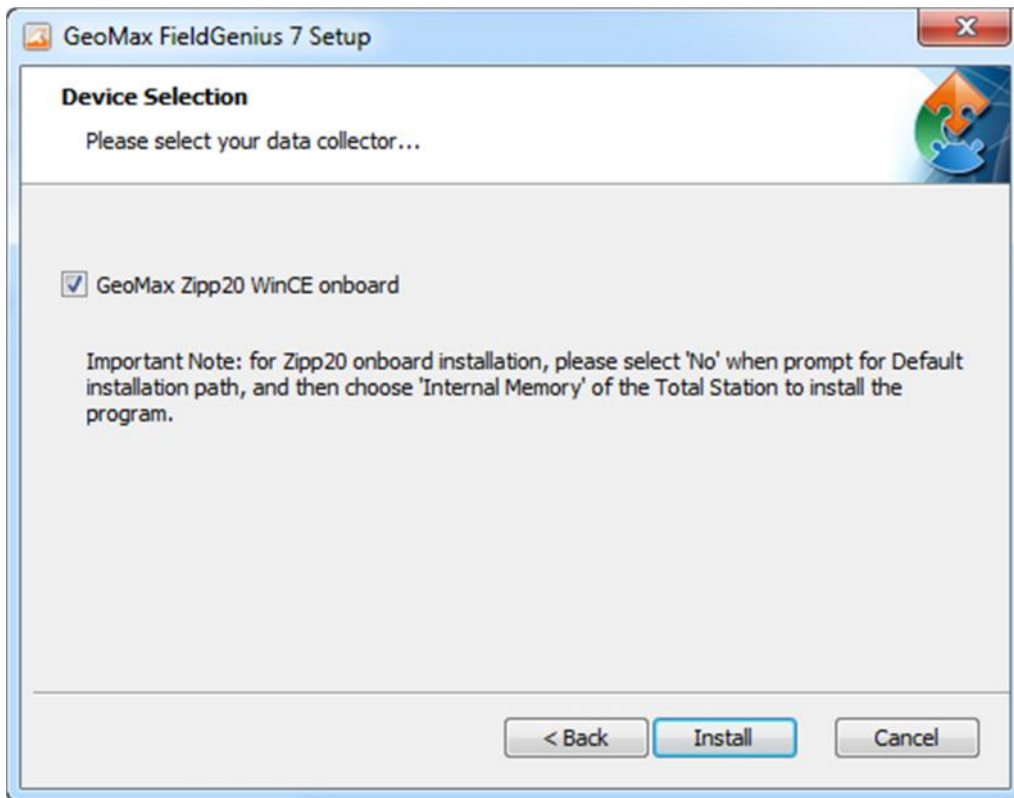 GeoMax FieldGenius 7 Setup
Device Selection
Please select your data collector...
GeoMax Zipp20 WinCE onboard
Important Note: for Zipp20 onboard installation, please select 'No' when prompt for Default
installation path, and then choose 'Internal Memory' of the Total Station to install the
program.
< Back
Install
Cancel